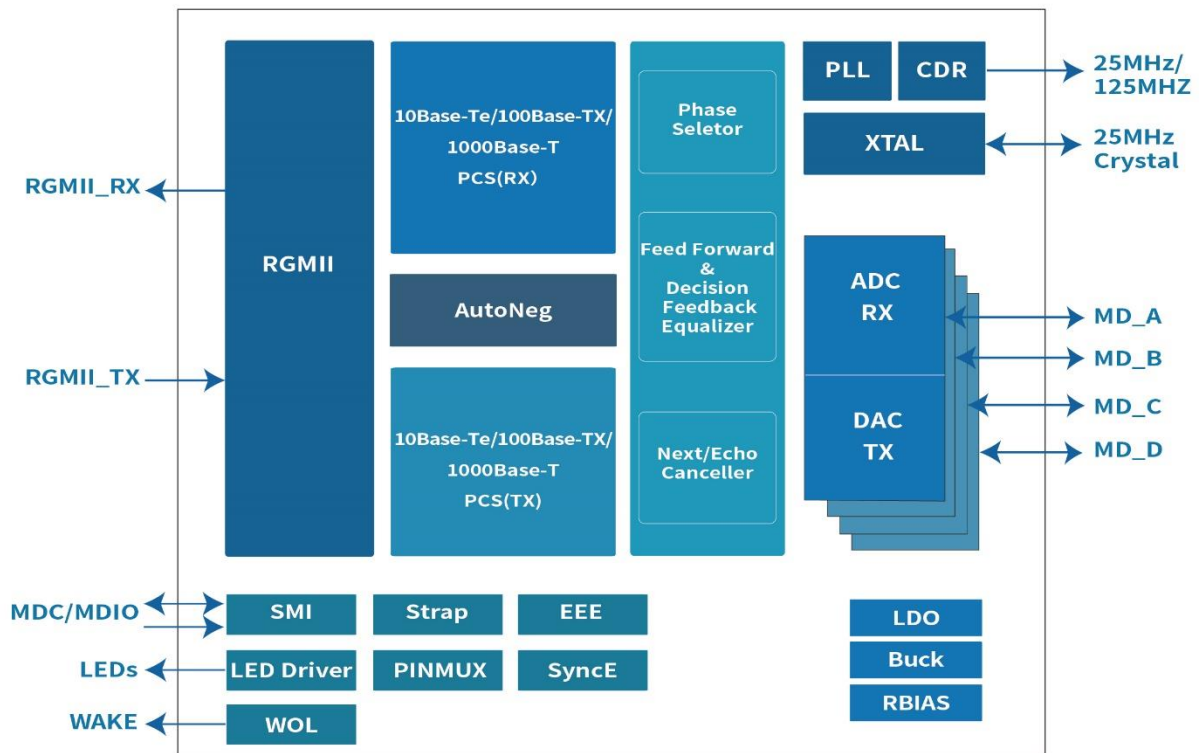 RGMII_RX
RGMII_TX
MDC/MDIO
LEDs
WAKE
RGMII
10Base-Te/100Base-TX/
1000Base-T
PCS(RX)
AutoNeg
10Base-Te/100Base-TX/
1000Base-T
PCS(TX)
Phase
Seletor
Feed Forward
&
Decision
Feedback
Equalizer
Next/Echo
Canceller
PLL
CDR
XTAL
25MHz/
125MHZ
25MHz
Crystal
ADC
RX
DAC
TX
MD_A
MD_B
MD_C
MD_D
SMI
Strap
EEE
LED Driver
PINMUX
SyncE
WOL
LDO
Buck
RBIAS